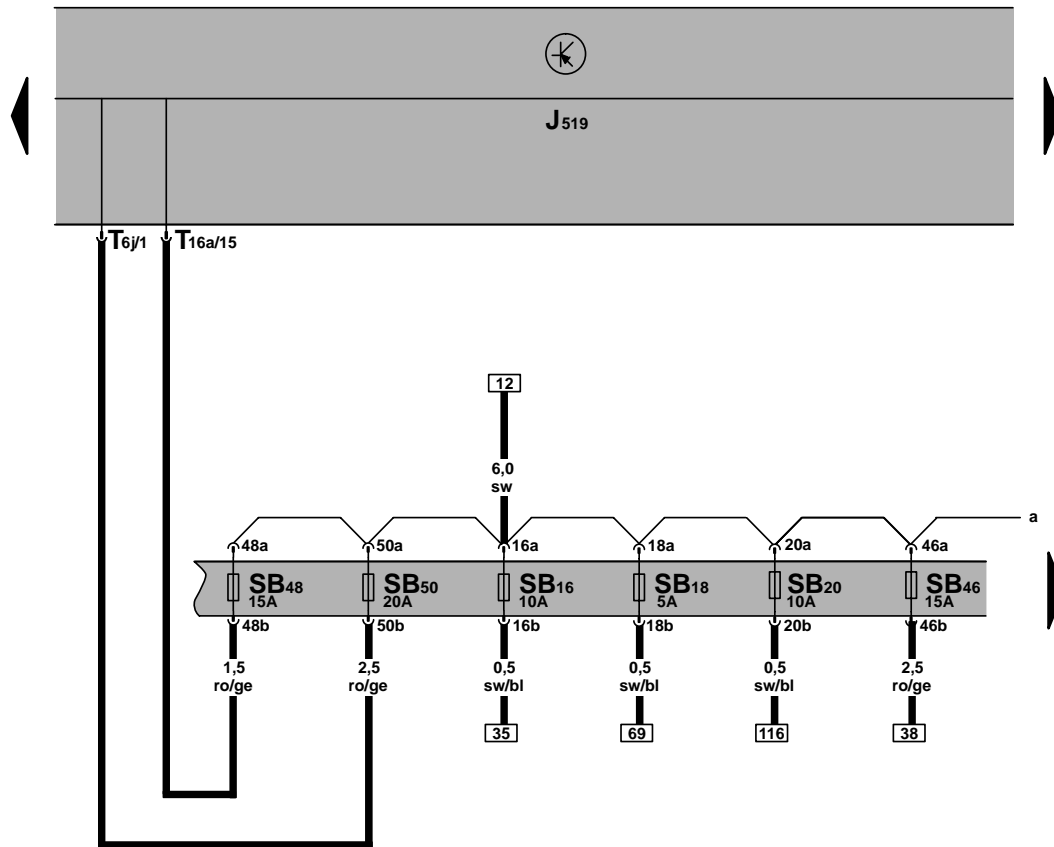 J519
T6j/1 T16a/15
12
6,0
sw
a
48a 50a 16a 18a 20a 46a
SB48 SB50 SB16 SB18 SB20 SB46
15A 20A 10A 5A 10A 15A
48b 50b 16b 18b 20b 46b
1,5 2,5 0,5 0,5 0,5 2,5
ro/ge ro/ge sw/bl sw/bl sw/bl ro/ge
35 69 116 38